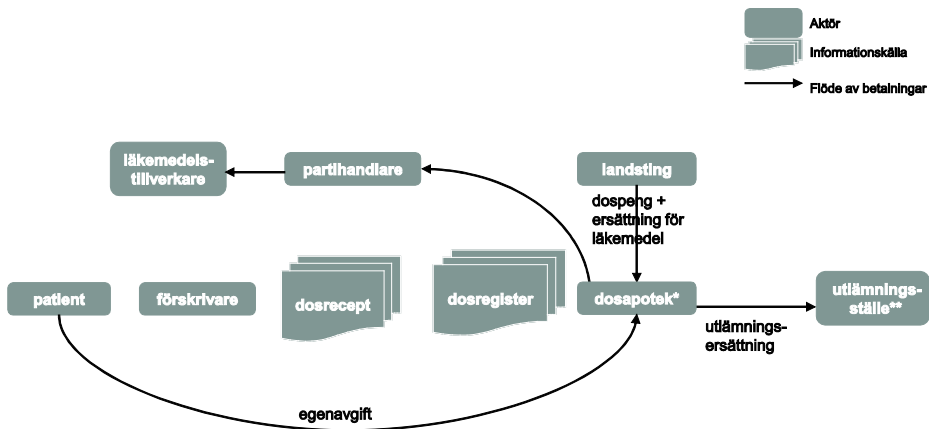 Aktör
Informationskälla
Flöde av betalningar
läkemedels-
tillverkare
partihandlare
landsting
dospeng +
ersättning för
läkemedel
patient
förskrivare
dosrecept
dosregister
dosapotek*
utlämnings-
ställe**
utlämnings-
ersättning
egenavgift